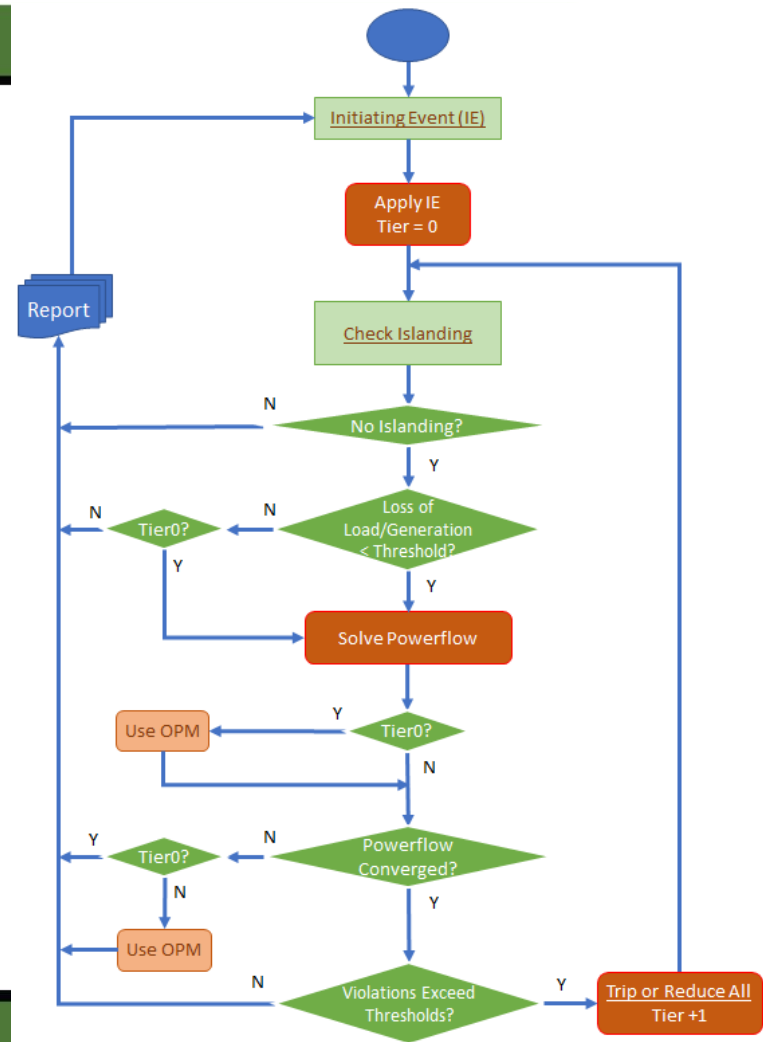 Initiating Event (IE)
Apply IE
Tier = 0
Report
Check Islanding
N
No Islanding?
Y
N
Tier0?
N
Loss of
Load/Generation
< Threshold?
Y
Y
Solve Powerflow
Use OPM
Y
Tier0?
N
Y
Tier0?
N
Powerflow
Converged?
N
Y
Use OPM
N
Violations Exceed
Thresholds?
Y
Trip or Reduce All
Tier +1